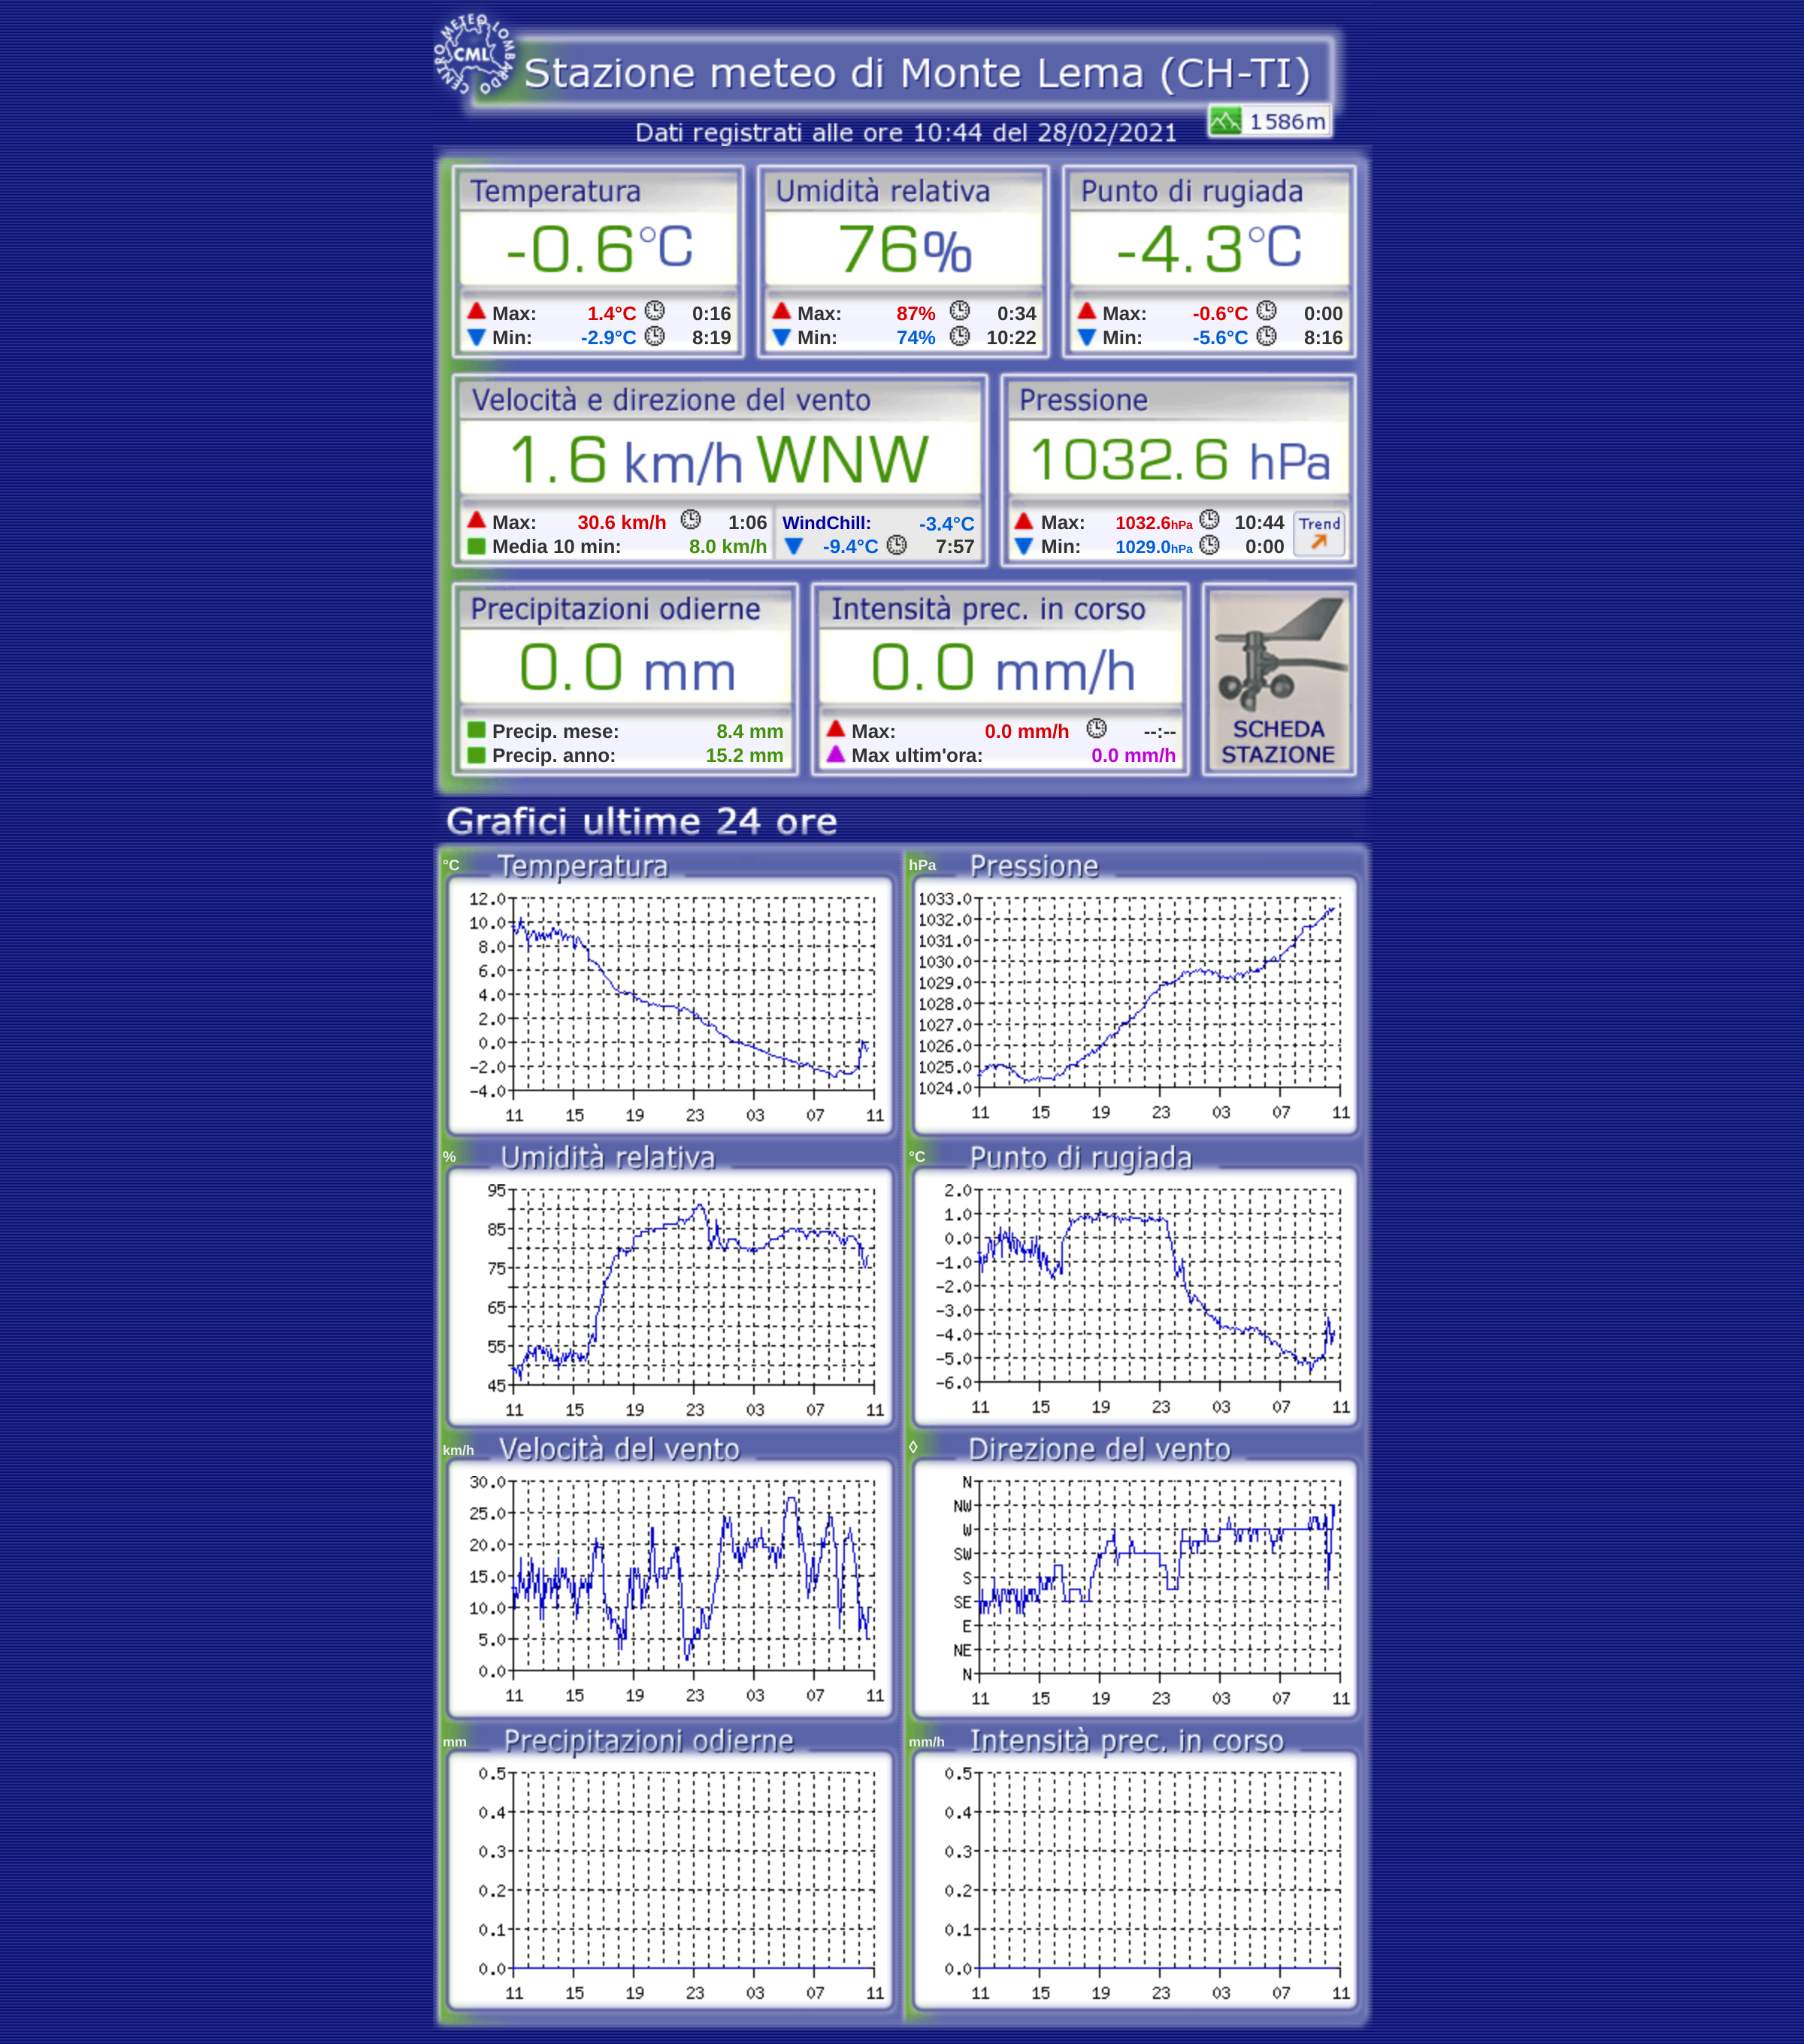 CENTRO METEO LOMBARDO
CML
Stazione meteo di Monte Lema (CH-TI)
1586m
Dati registrati alle ore 10:44 del 28/02/2021
Temperatura Umidità relativa Punto di rugiada
-0.6°C 76% -4.3°C
Max: 1.4°C 0:16 Max: 87% 0:34 Max: -0.6°C 0:00
Min: -2.9°C 8:19 Min: 74% 10:22 Min: -5.6°C 8:16
Velocità e direzione del vento Pressione
1.6 km/h WNW 1032.6 hPa
Max: 30.6 km/h 1:06 WindChill: -3.4°C Max: 1032.6hPa 10:44 Trend
Media 10 min: 8.0 km/h -9.4°C 7:57 Min: 1029.0hPa 0:00
Precipitazioni odierne Intensità prec. in corso
0.0 mm 0.0 mm/h
Precip. mese: 8.4 mm Max: 0.0 mm/h --:-- SCHEDA
Precip. anno: 15.2 mm Max ultim'ora: 0.0 mm/h STAZIONE
Grafici ultime 24 ore
°C Temperatura
12.0
10.0
8.0
6.0
4.0
2.0
0.0
-2.0
-4.0
11 15 19 23 03 07 11
hPa Pressione
1033.0
1032.0
1031.0
1030.0
1029.0
1028.0
1027.0
1026.0
1025.0
1024.0
11 15 19 23 03 07 11
% Umidità relativa
95
85
75
65
55
45
11 15 19 23 03 07 11
°C Punto di rugiada
2.0
1.0
0.0
-1.0
-2.0
-3.0
-4.0
-5.0
-6.0
11 15 19 23 03 07 11
km/h Velocità del vento
30.0
25.0
20.0
15.0
10.0
5.0
0.0
11 15 19 23 03 07 11
◊ Direzione del vento
N
NW
W
SW
S
SE
E
NE
N
11 15 19 23 03 07 11
mm Precipitazioni odierne
0.5
0.4
0.3
0.2
0.1
0.0
11 15 19 23 03 07 11
mm/h Intensità prec. in corso
0.5
0.4
0.3
0.2
0.1
0.0
11 15 19 23 03 07 11